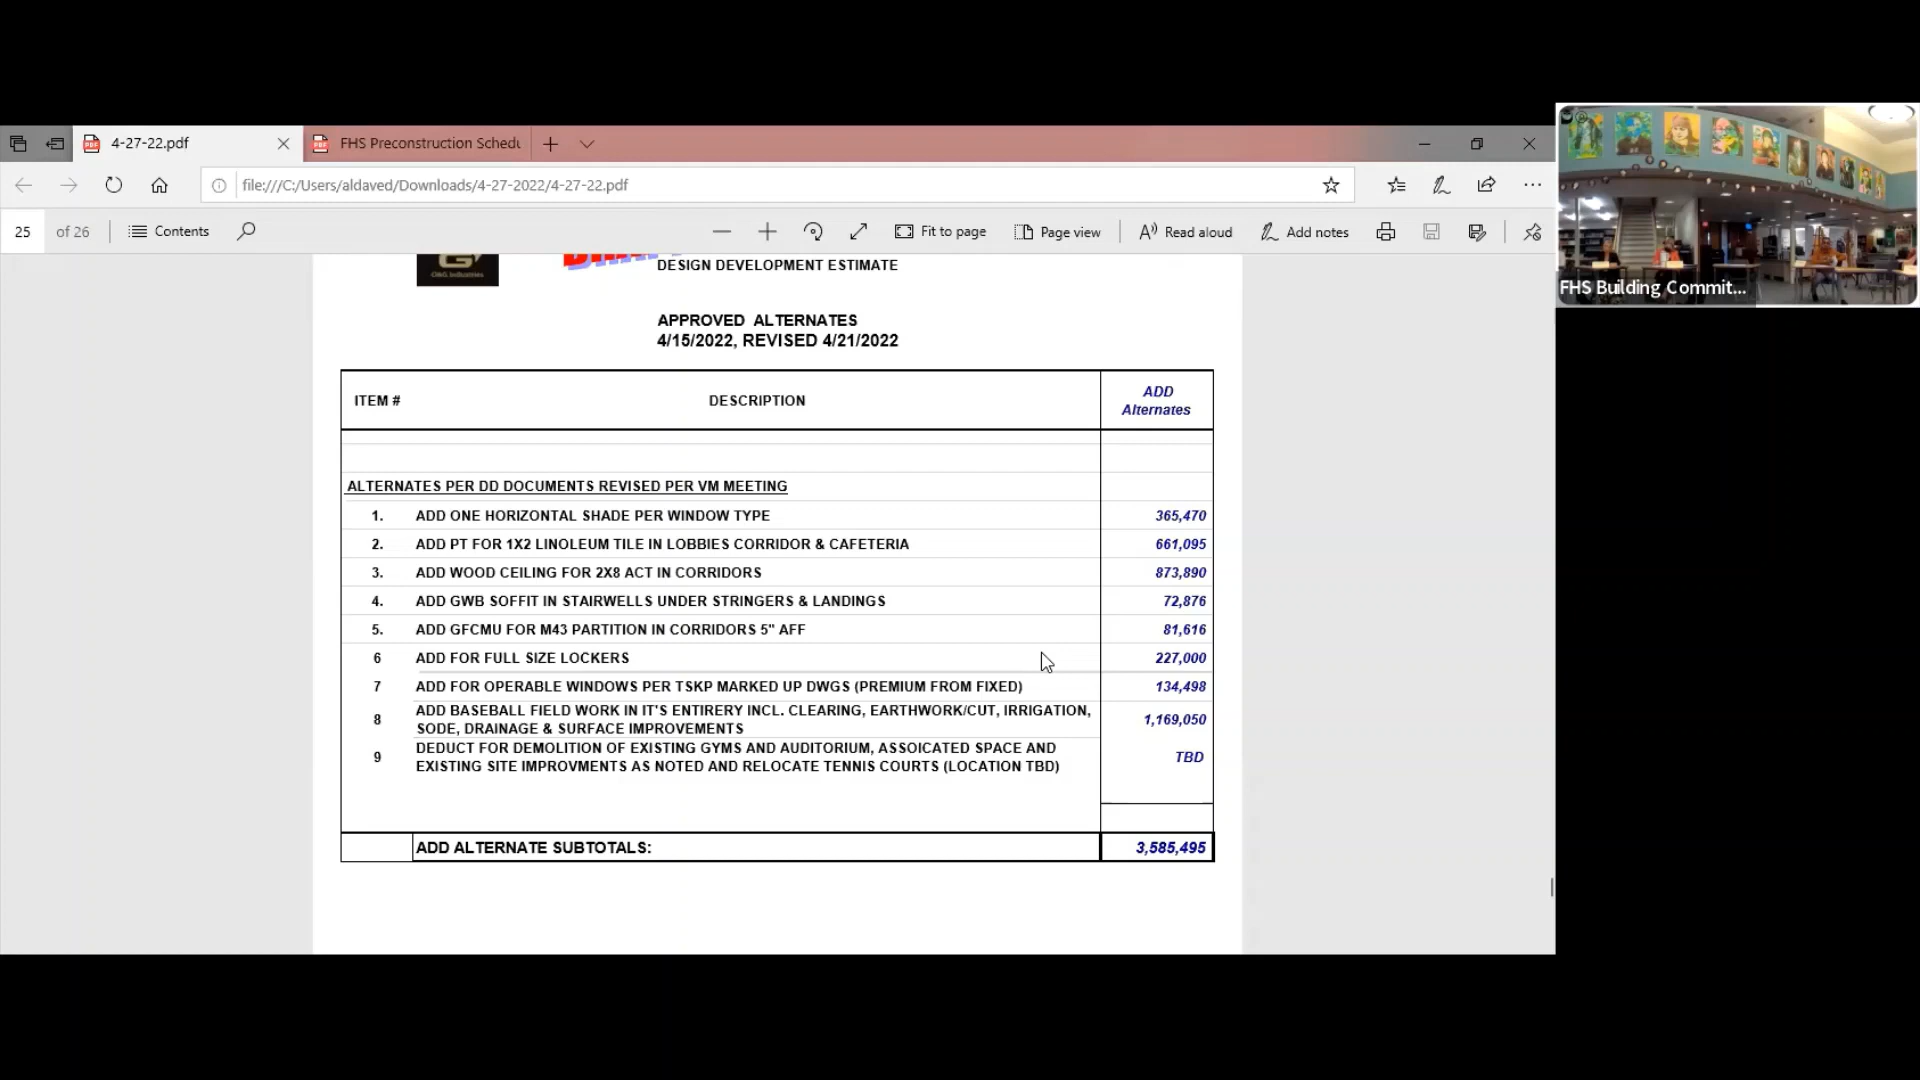 4-27-22.pdf
FHS Preconstruction Schedu
file:///C:/Users/aldaved/Downloads/4-27-2022/4-27-22.pdf
25 of 26 Contents
Fit to page Page view Read aloud Add notes
FHS Building Commit...
O&G Industries
DESIGN DEVELOPMENT ESTIMATE
APPROVED ALTERNATES
4/15/2022, REVISED 4/21/2022
ITEM # DESCRIPTION ADD Alternates
ALTERNATES PER DD DOCUMENTS REVISED PER VM MEETING
1. ADD ONE HORIZONTAL SHADE PER WINDOW TYPE 365,470
2. ADD PT FOR 1X2 LINOLEUM TILE IN LOBBIES CORRIDOR & CAFETERIA 661,095
3. ADD WOOD CEILING FOR 2X8 ACT IN CORRIDORS 873,890
4. ADD GWB SOFFIT IN STAIRWELLS UNDER STRINGERS & LANDINGS 72,876
5. ADD GFCMU FOR M43 PARTITION IN CORRIDORS 5" AFF 81,616
6 ADD FOR FULL SIZE LOCKERS 227,000
7 ADD FOR OPERABLE WINDOWS PER TSKP MARKED UP DWGS (PREMIUM FROM FIXED) 134,498
8 ADD BASEBALL FIELD WORK IN IT'S ENTIRERY INCL. CLEARING, EARTHWORK/CUT, IRRIGATION,
SODE, DRAINAGE & SURFACE IMPROVEMENTS 1,169,050
9 DEDUCT FOR DEMOLITION OF EXISTING GYMS AND AUDITORIUM, ASSOICATED SPACE AND
EXISTING SITE IMPROVMENTS AS NOTED AND RELOCATE TENNIS COURTS (LOCATION TBD) TBD
ADD ALTERNATE SUBTOTALS: 3,585,495